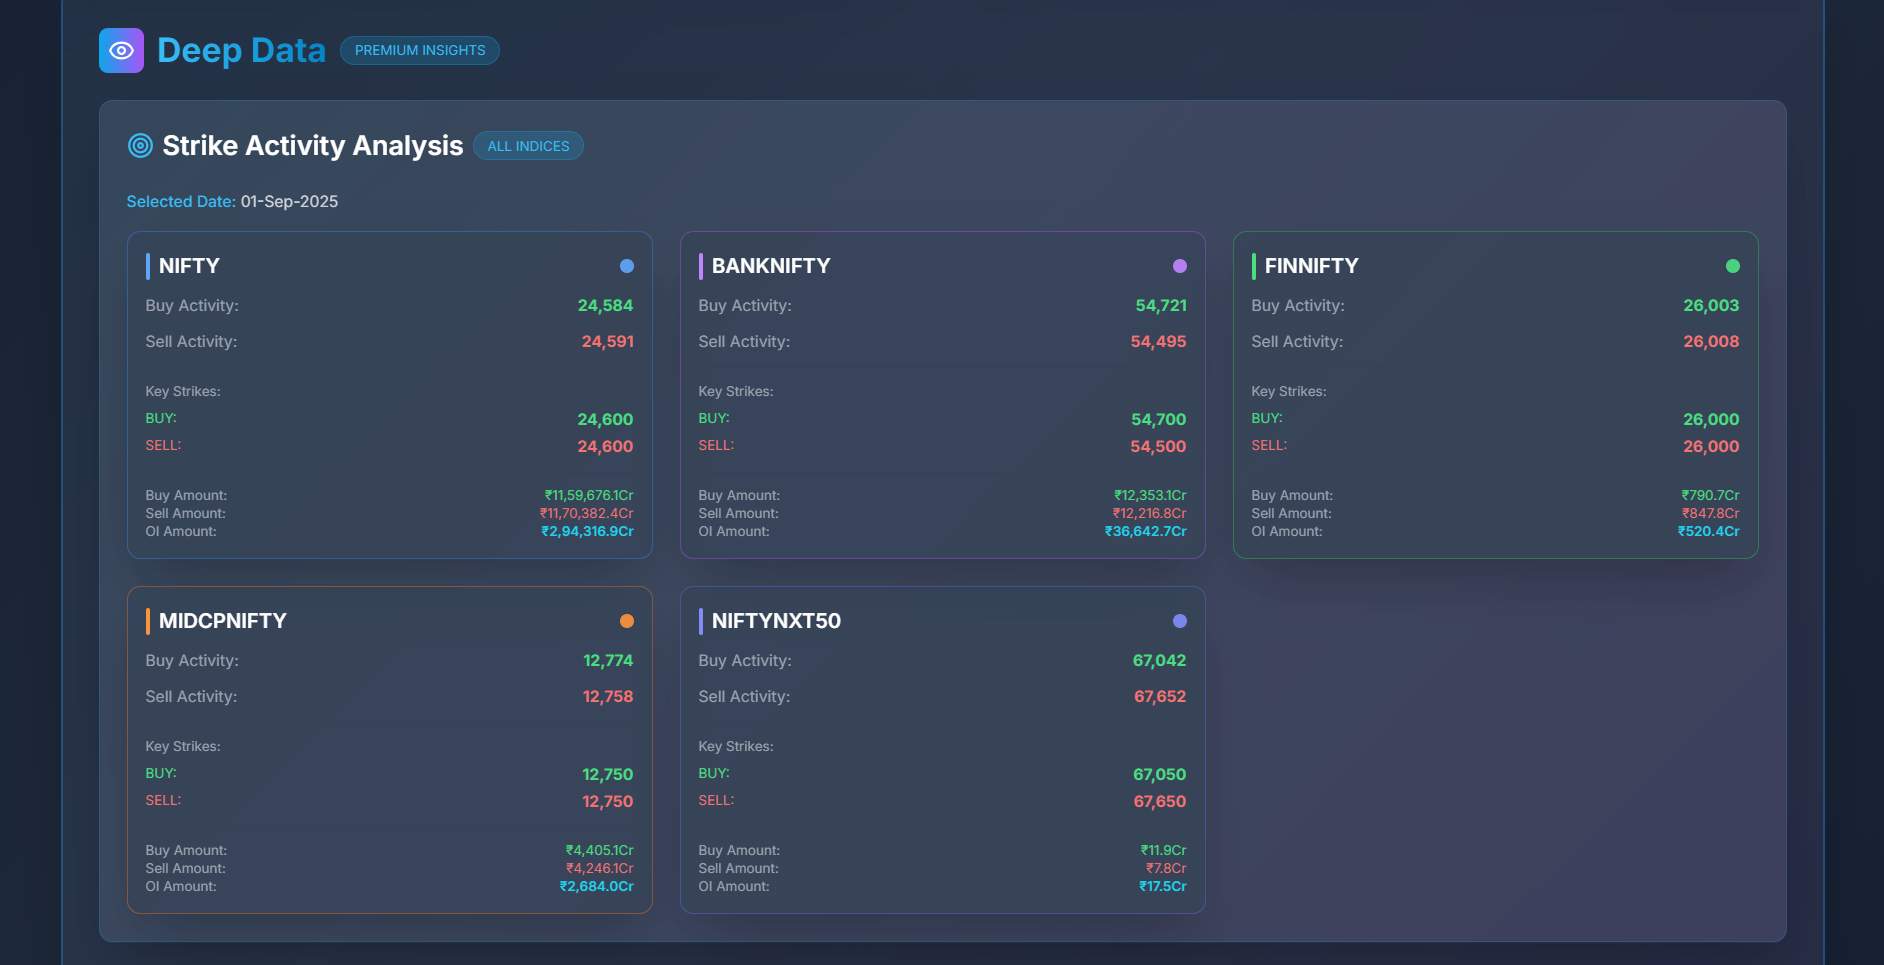 Deep Data PREMIUM INSIGHTS
Strike Activity Analysis ALL INDICES
Selected Date: 01-Sep-2025
NIFTY
Buy Activity: 24,584
Sell Activity: 24,591
Key Strikes:
BUY: 24,600
SELL: 24,600
Buy Amount: ₹11,59,676.1Cr
Sell Amount: ₹11,70,382.4Cr
OI Amount: ₹2,94,316.9Cr
BANKNIFTY
Buy Activity: 54,721
Sell Activity: 54,495
Key Strikes:
BUY: 54,700
SELL: 54,500
Buy Amount: ₹12,353.1Cr
Sell Amount: ₹12,216.8Cr
OI Amount: ₹36,642.7Cr
FINNIFTY
Buy Activity: 26,003
Sell Activity: 26,008
Key Strikes:
BUY: 26,000
SELL: 26,000
Buy Amount: ₹790.7Cr
Sell Amount: ₹847.8Cr
OI Amount: ₹520.4Cr
MIDCPNIFTY
Buy Activity: 12,774
Sell Activity: 12,758
Key Strikes:
BUY: 12,750
SELL: 12,750
Buy Amount: ₹4,405.1Cr
Sell Amount: ₹4,246.1Cr
OI Amount: ₹2,684.0Cr
NIFTYNXT50
Buy Activity: 67,042
Sell Activity: 67,652
Key Strikes:
BUY: 67,050
SELL: 67,650
Buy Amount: ₹11.9Cr
Sell Amount: ₹7.8Cr
OI Amount: ₹17.5Cr